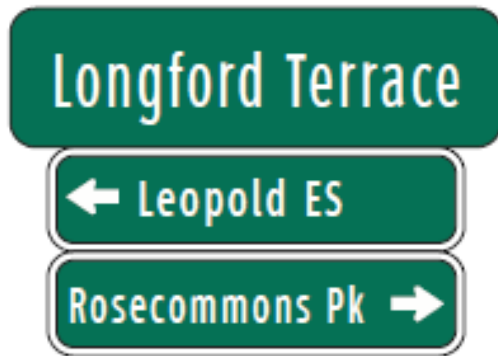 Longford Terrace
← Leopold ES
Rosecommons Pk →